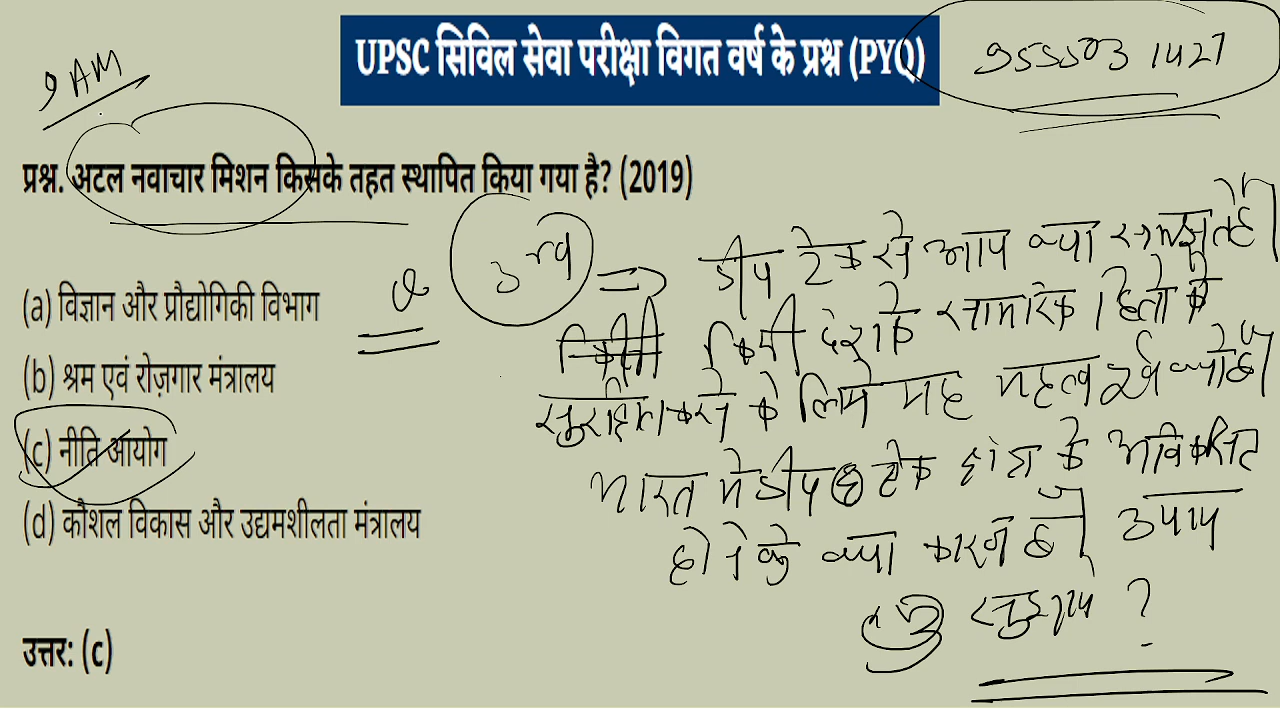 UPSC सिविल सेवा परीक्षा विगत वर्ष के प्रश्न (PYQ)
9 AM
प्रश्न. अटल नवाचार मिशन किसके तहत स्थापित किया गया है? (2019)
(a) विज्ञान और प्रौद्योगिकी विभाग
(b) श्रम एवं रोज़गार मंत्रालय
(c) नीति आयोग
(d) कौशल विकास और उद्यमशीलता मंत्रालय
उत्तर: (c)
डीप टेक से आप क्या समझते हैं।
किसी देश के सामरिक हितों को
सुरक्षित करने के लिये यह महत्वपूर्ण क्यों है।
भारत में डीप टेक क्षेत्र के अविकसित
होने के क्या कारण हैं। उपाय
सुझाए ?